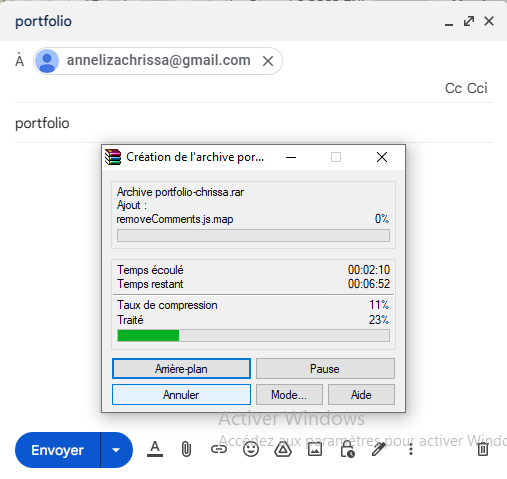 portfolio
À annelizachrissa@gmail.com
Cc Cci
portfolio
Création de l'archive por...
Archive portfolio-chrissa.rar
Ajout :
removeComments.js.map 0%
Temps écoulé 00:02:10
Temps restant 00:06:52
Taux de compression 11%
Traité 23%
Arrière-plan Pause
Annuler Mode... Aide
Activer Windows
Accédez aux paramètres pour activer Windo
Envoyer